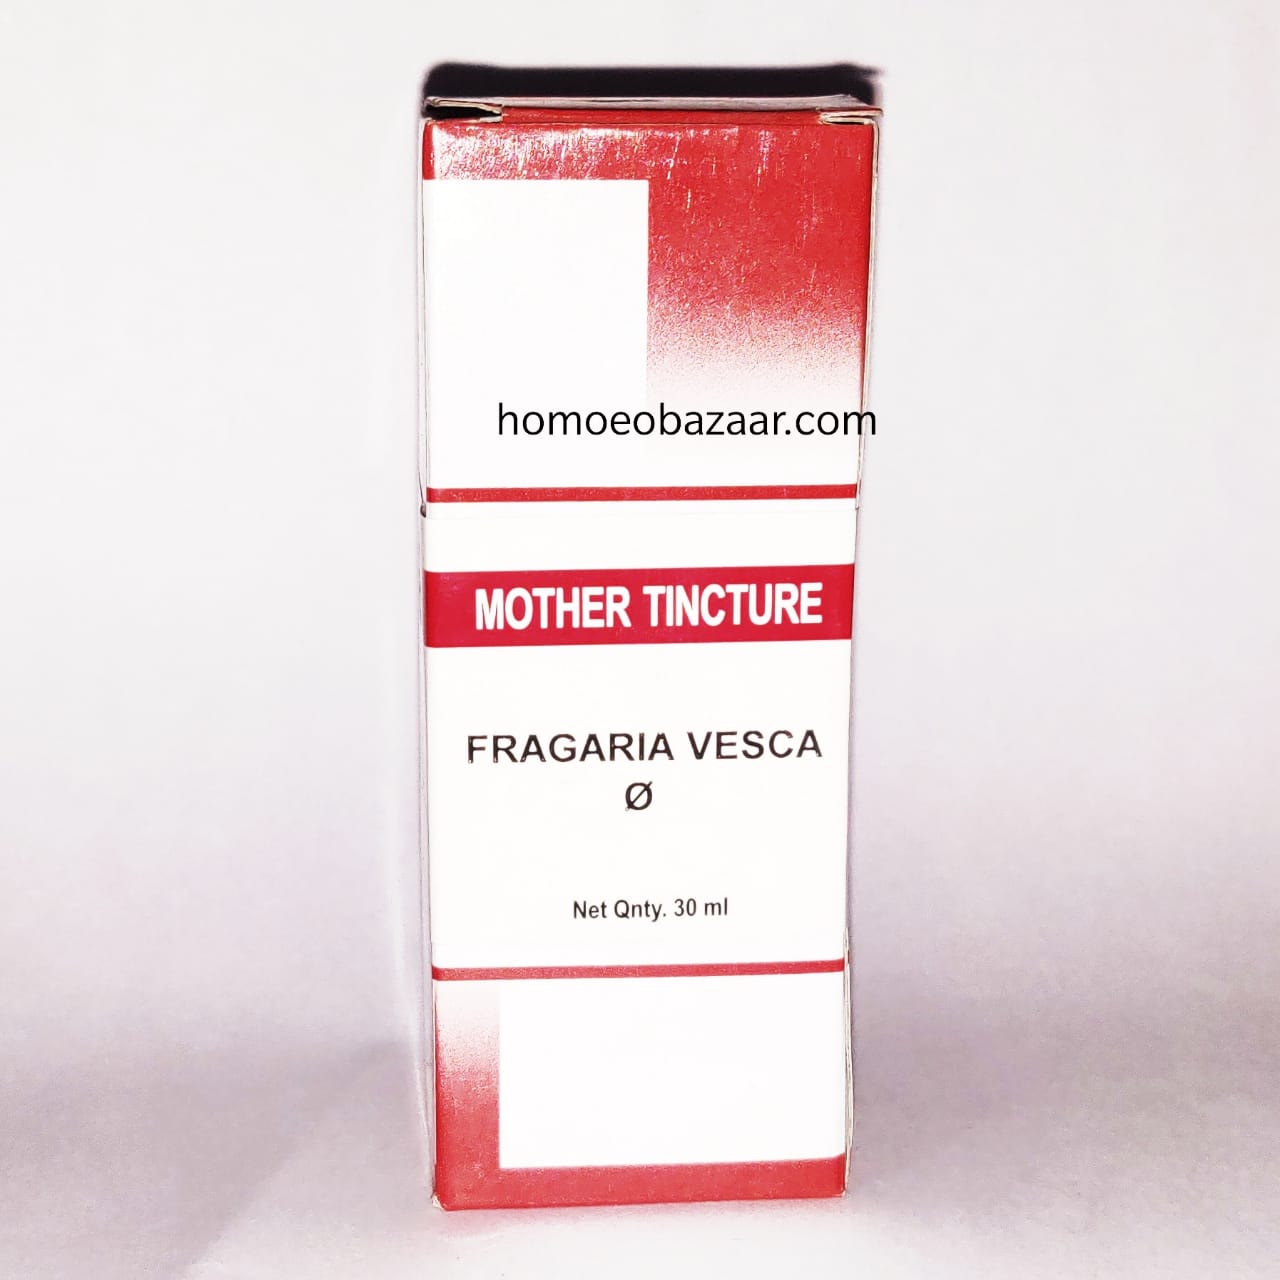 homoeobazaar.com
MOTHER TINCTURE
FRAGARIA VESCA
Ø
Net Qnty. 30 ml